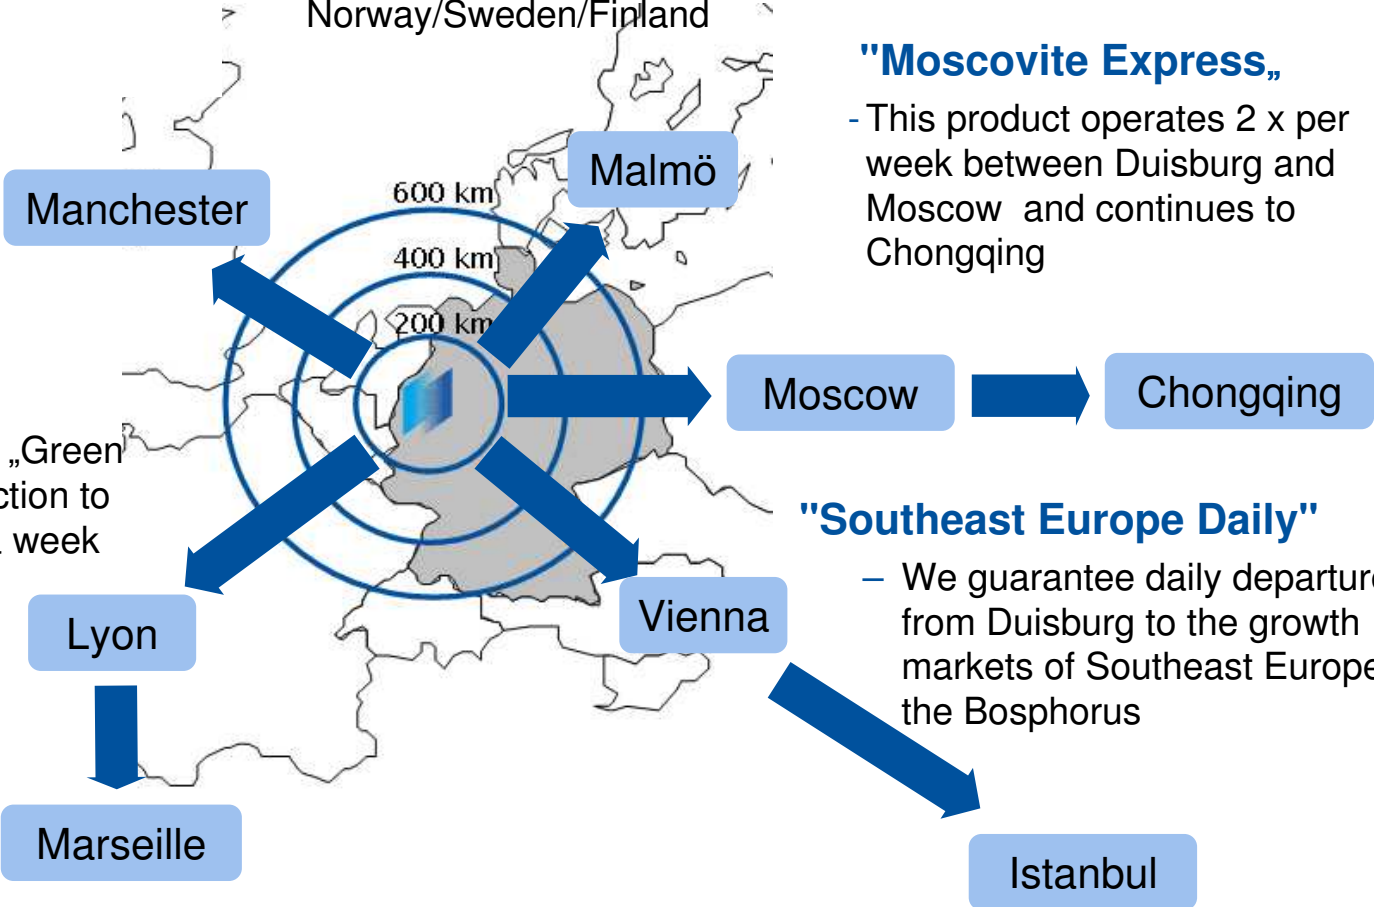 Norway/Sweden/Finland
"Moscovite Express„
- This product operates 2 x per
week between Duisburg and
Moscow and continues to
Chongqing
Malmö
Manchester
600 km
400 km
200 km
Moscow
Chongqing
„Green
ction to
week
"Southeast Europe Daily"
– We guarantee daily departure
from Duisburg to the growth
markets of Southeast Europe
the Bosphorus
Lyon
Vienna
Marseille
Istanbul